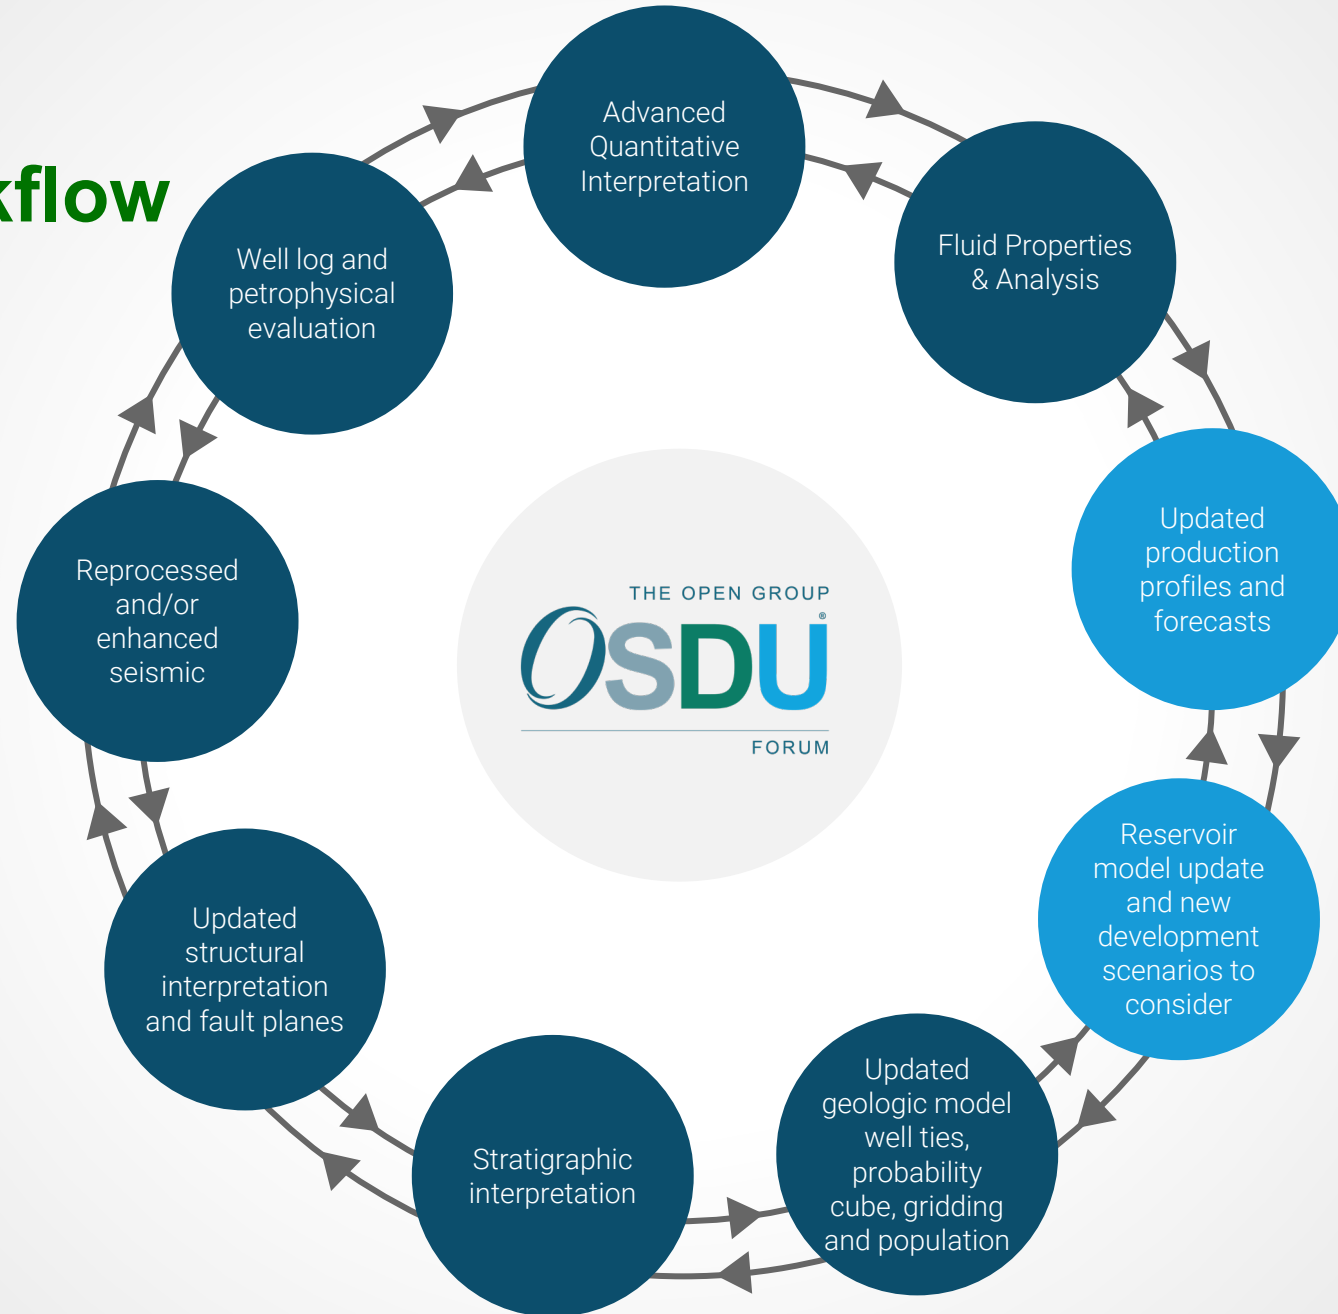 kflow
Advanced
Quantitative
Interpretation
Fluid Properties
& Analysis
Updated
production
profiles and
forecasts
Reservoir
model update
and new
development
scenarios to
consider
Updated
geologic model
well ties,
probability
cube, gridding
and population
Stratigraphic
interpretation
Updated
structural
interpretation
and fault planes
Reprocessed
and/or
enhanced
seismic
Well log and
petrophysical
evaluation
THE OPEN GROUP
OSDU®
FORUM